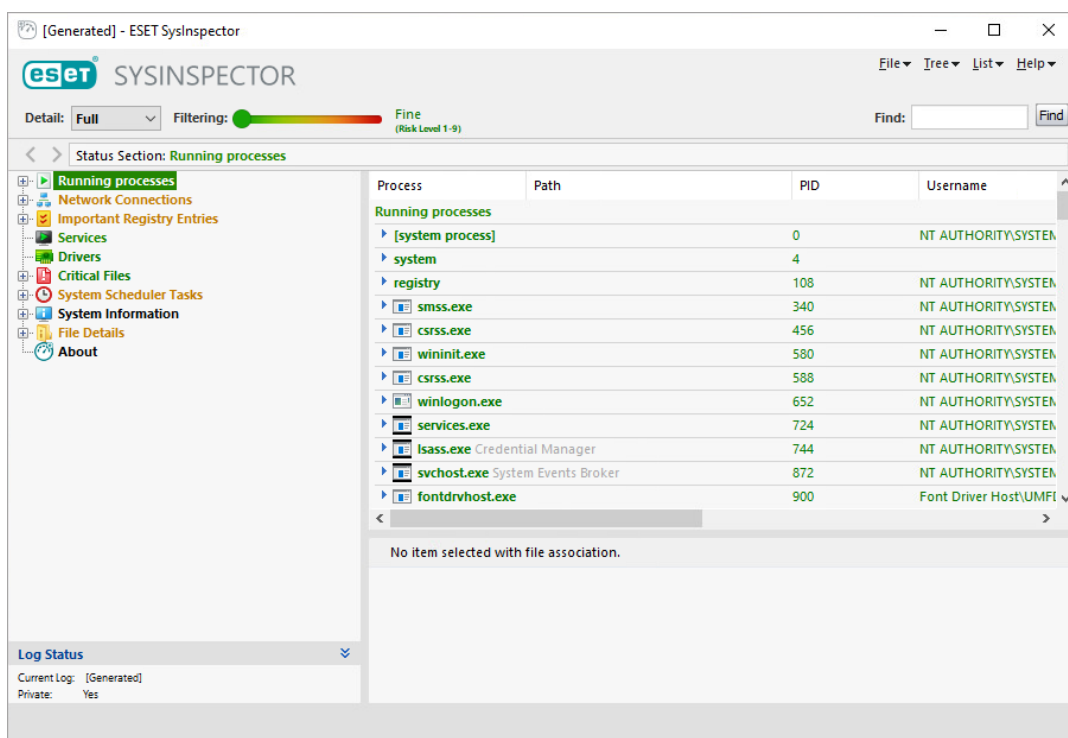 [Generated] - ESET SysInspector
eset® SYSINSPECTOR
File Tree List Help
Detail: Full Filtering: Fine (Risk Level 1-9) Find: Find
Status Section: Running processes
Running processes
Network Connections
Important Registry Entries
Services
Drivers
Critical Files
System Scheduler Tasks
System Information
File Details
About
Process Path PID Username
Running processes
[system process] 0 NT AUTHORITY\SYSTEM
system 4
registry 108 NT AUTHORITY\SYSTEM
smss.exe 340 NT AUTHORITY\SYSTEM
csrss.exe 456 NT AUTHORITY\SYSTEM
wininit.exe 580 NT AUTHORITY\SYSTEM
csrss.exe 588 NT AUTHORITY\SYSTEM
winlogon.exe 652 NT AUTHORITY\SYSTEM
services.exe 724 NT AUTHORITY\SYSTEM
lsass.exe Credential Manager 744 NT AUTHORITY\SYSTEM
svchost.exe System Events Broker 872 NT AUTHORITY\SYSTEM
fontdrvhost.exe 900 Font Driver Host\UMFD
No item selected with file association.
Log Status
Current Log: [Generated]
Private: Yes